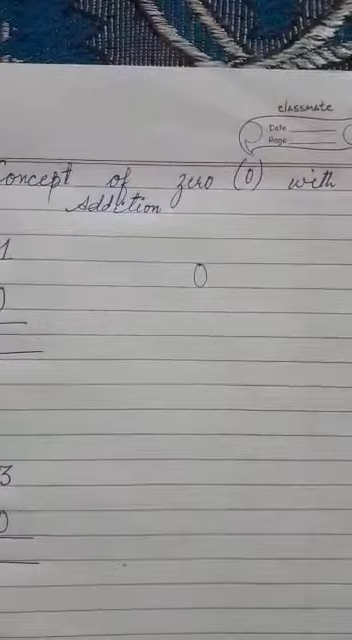 classmate
Date
Page
Concept of zero (0) with
Addition
1
0
0
3
0